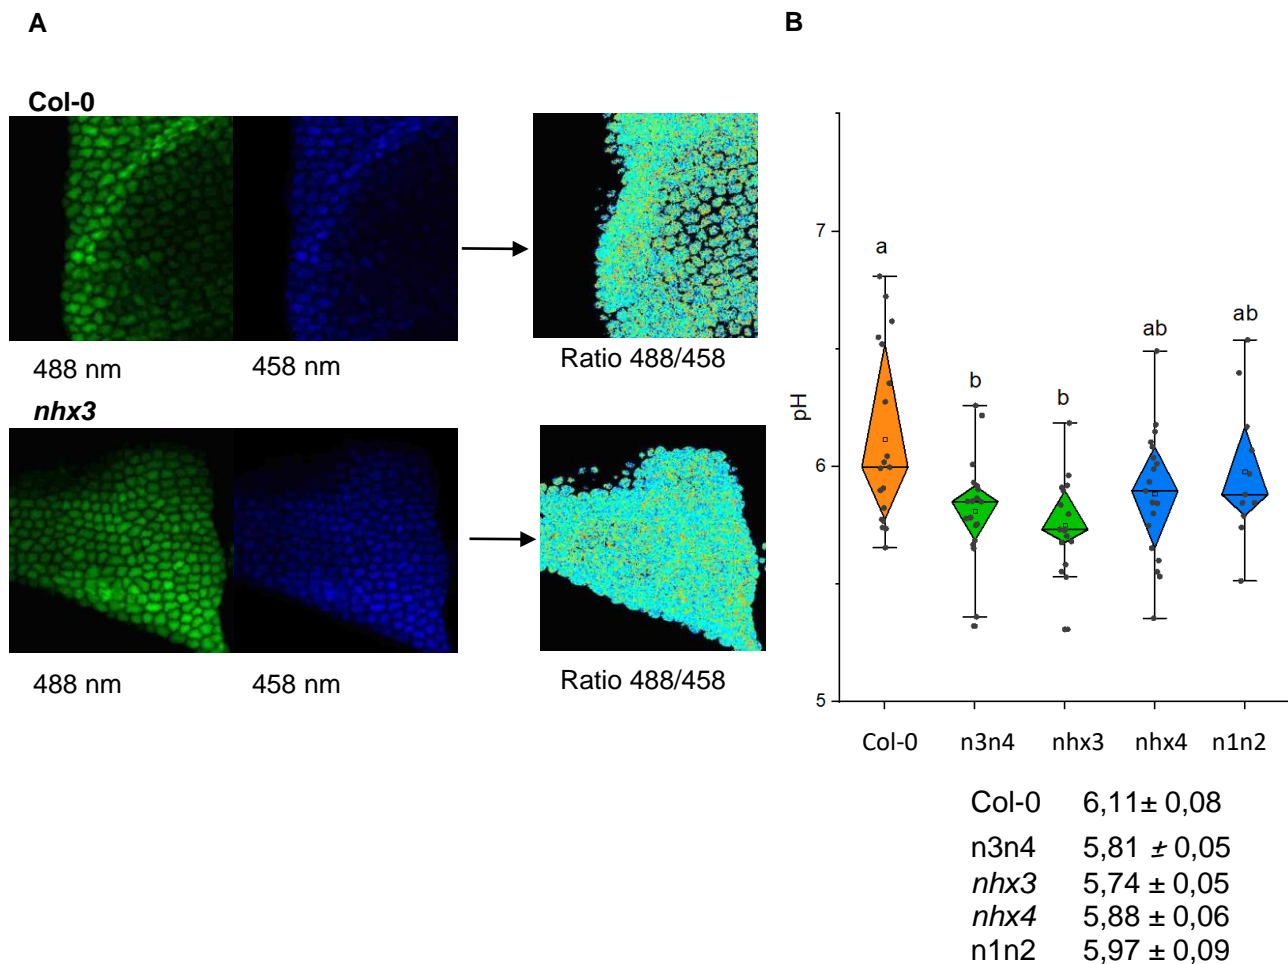 A
B
Col-0
488 nm
458 nm
Ratio 488/458
nhx3
488 nm
458 nm
Ratio 488/458
pH
7
6
5
a
b
b
ab
ab
Col-0
n3n4
nhx3
nhx4
n1n2
Col-0 6,11± 0,08
n3n4 5,81 ± 0,05
nhx3 5,74 ± 0,05
nhx4 5,88 ± 0,06
n1n2 5,97 ± 0,09